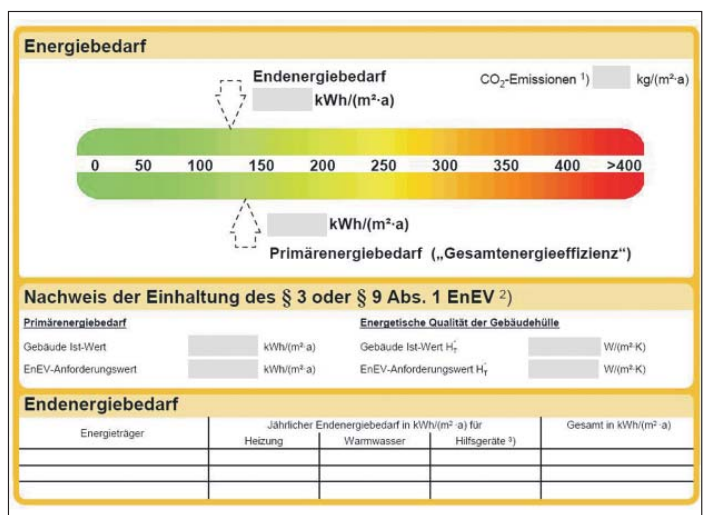 Energiebedarf
Endenergiebedarf
CO₂-Emissionen ¹) kg/(m²·a)
kWh/(m²·a)
0 50 100 150 200 250 300 350 400 >400
kWh/(m²·a)
Primärenergiebedarf („Gesamtenergieeffizienz“)
Nachweis der Einhaltung des § 3 oder § 9 Abs. 1 EnEV ²)
Primärenergiebedarf Energetische Qualität der Gebäudehülle
Gebäude Ist-Wert kWh/(m²·a) Gebäude Ist-Wert H'T W/(m²·K)
EnEV-Anforderungswert kWh/(m²·a) EnEV-Anforderungswert H'T W/(m²·K)
Endenergiebedarf
Energieträger Jährlicher Endenergiebedarf in kWh/(m²·a) für Gesamt in kWh/(m²·a)
Heizung Warmwasser Hilfsgeräte ³)